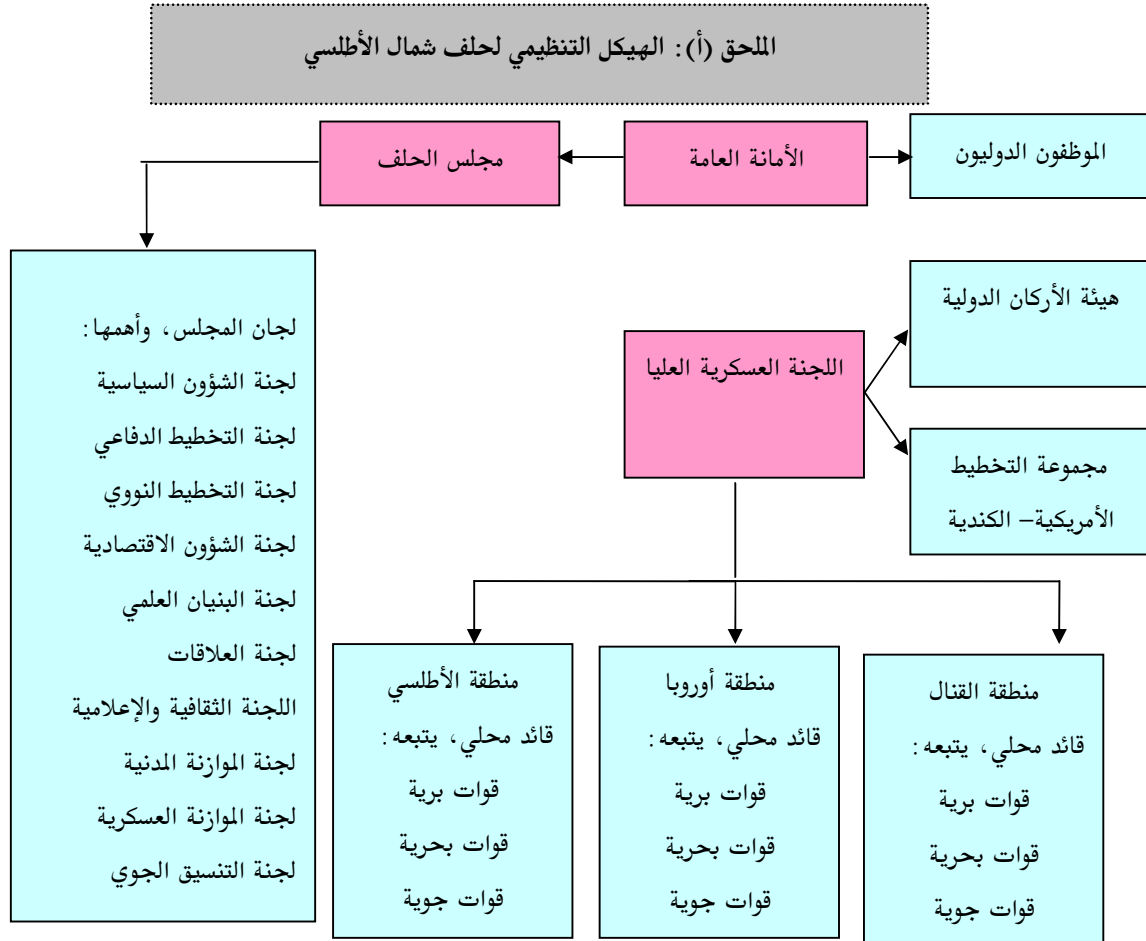 الملحق (أ): الهيكل التنظيمي لحلف شمال الأطلسي
الموظفون الدوليون
الأمانة العامة
مجلس الحلف
هيئة الأركان الدولية
اللجنة العسكرية العليا
مجموعة التخطيط
الأمريكية– الكندية
لجان المجلس، وأهمها:
لجنة الشؤون السياسية
لجنة التخطيط الدفاعي
لجنة التخطيط النووي
لجنة الشؤون الاقتصادية
لجنة البنيان العلمي
لجنة العلاقات
اللجنة الثقافية والإعلامية
لجنة الموازنة المدنية
لجنة الموازنة العسكرية
لجنة التنسيق الجوي
منطقة القنال
قائد محلي، يتبعه:
قوات برية
قوات بحرية
قوات جوية
منطقة أوروبا
قائد محلي، يتبعه:
قوات برية
قوات بحرية
قوات جوية
منطقة الأطلسي
قائد محلي، يتبعه:
قوات برية
قوات بحرية
قوات جوية